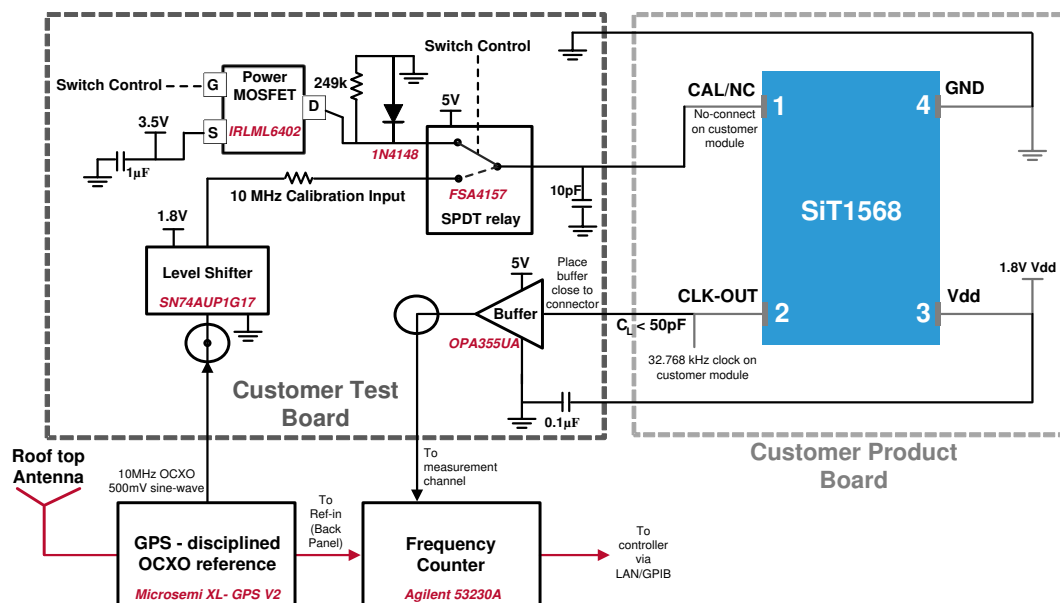 Switch Control
Switch Control
G
Power
MOSFET
D
IRLML6402
S
3.5V
1µF
249k
1N4148
5V
FSA4157
SPDT relay
10 MHz Calibration Input
10pF
1.8V
Level Shifter
SN74AUP1G17
5V
Buffer
OPA355UA
Place
buffer
close to
connector
CL < 50pF
0.1µF
Customer Test
Board
CAL/NC
No-connect
on customer
module
1
4
GND
SiT1568
CLK-OUT
2
3
Vdd
1.8V Vdd
32.768 kHz clock on
customer module
Customer Product
Board
Roof top
Antenna
10MHz OCXO
500mV sine-wave
To
Ref-in
(Back
Panel)
To
measurement
channel
GPS - disciplined
OCXO reference
Microsemi XL- GPS V2
Frequency
Counter
Agilent 53230A
To
controller
via
LAN/GPIB